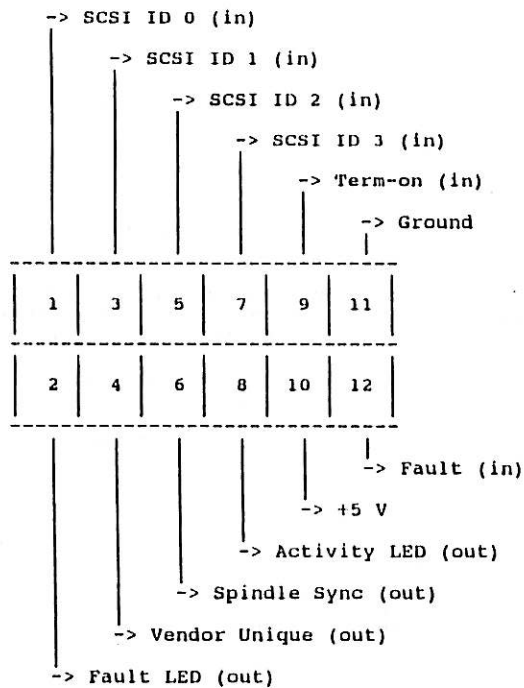 -> SCSI ID 0 (in)
-> SCSI ID 1 (in)
-> SCSI ID 2 (in)
-> SCSI ID 3 (in)
-> Term-on (in)
-> Ground
1 3 5 7 9 11
2 4 6 8 10 12
-> Fault (in)
-> +5 V
-> Activity LED (out)
-> Spindle Sync (out)
-> Vendor Unique (out)
-> Fault LED (out)